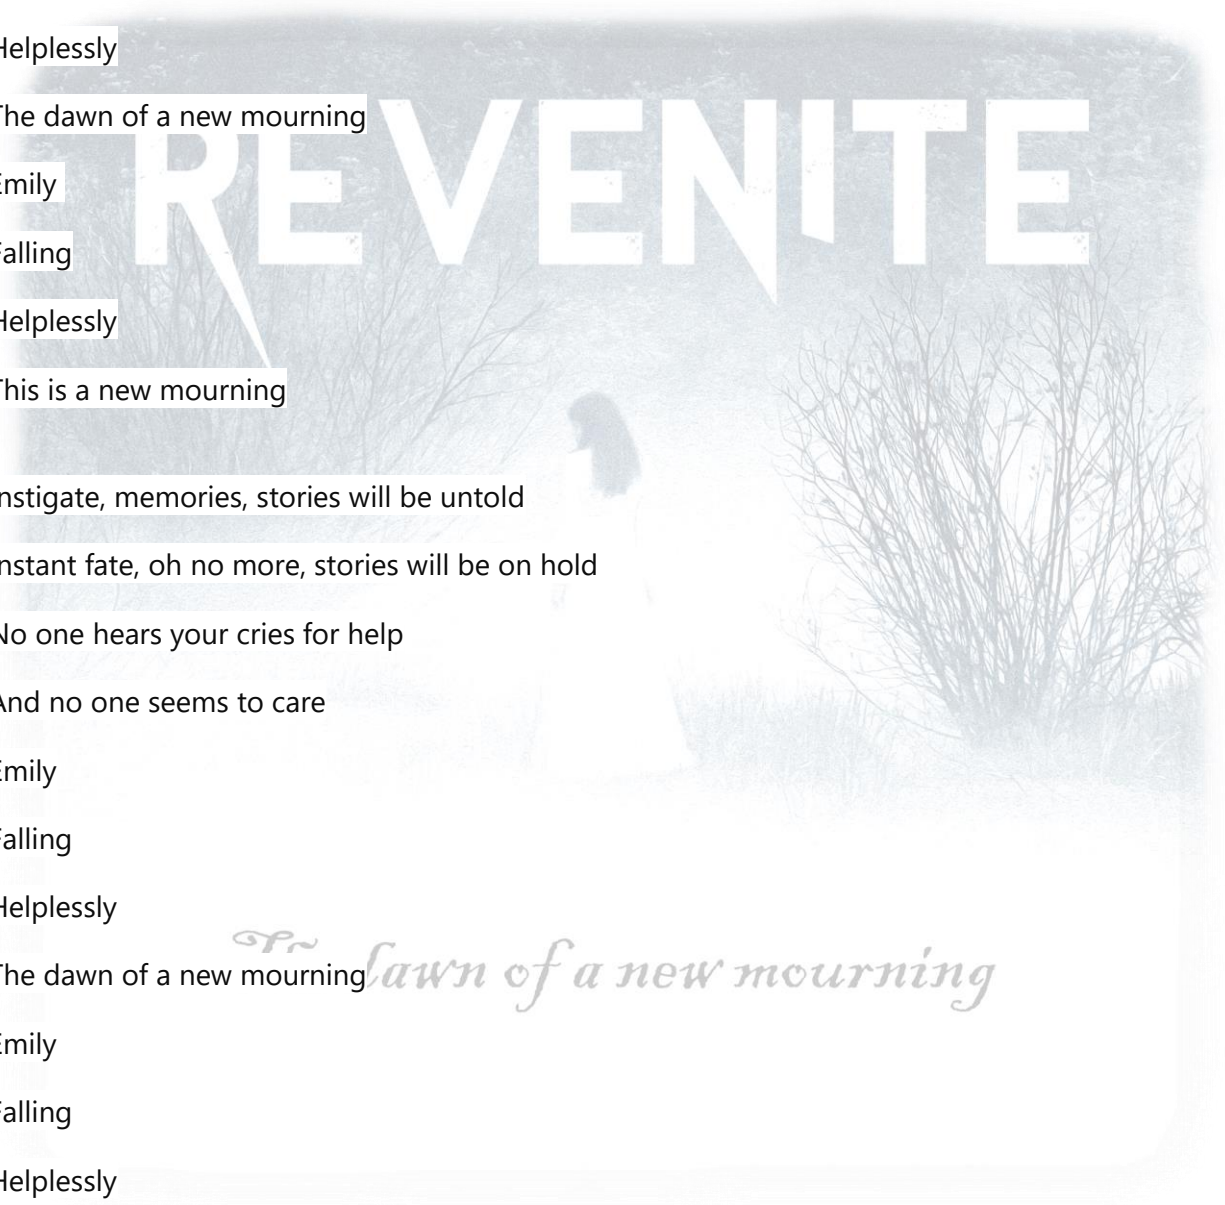 Helplessly
The dawn of a new mourning
REVENITE
Emily
Falling
Helplessly
This is a new mourning
Instigate, memories, stories will be untold
Instant fate, oh no more, stories will be on hold
No one hears your cries for help
And no one seems to care
Emily
Falling
Helplessly
The dawn of a new mourning
awn of a new mourning
Emily
Falling
Helplessly